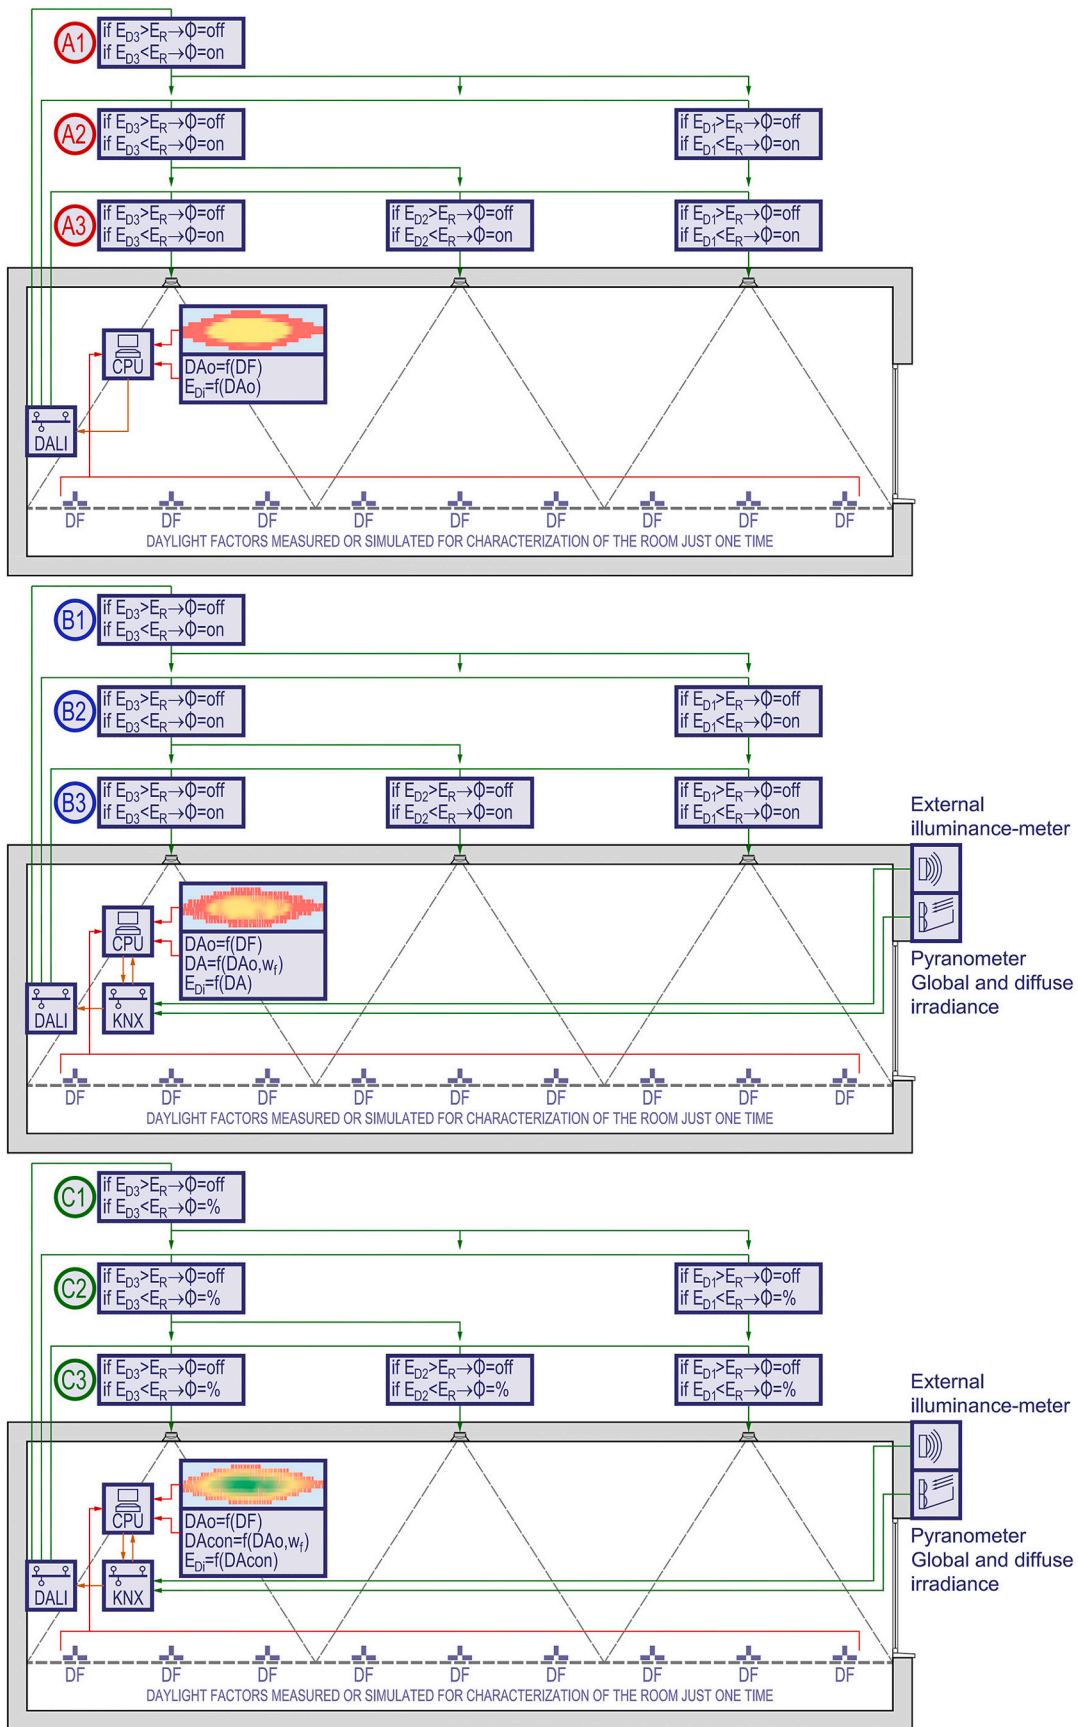 A1
if ED3>ER→Φ=off
if ED3<ER→Φ=on
A2
if ED3>ER→Φ=off
if ED3<ER→Φ=on
if ED1>ER→Φ=off
if ED1<ER→Φ=on
A3
if ED3>ER→Φ=off
if ED3<ER→Φ=on
if ED2>ER→Φ=off
if ED2<ER→Φ=on
if ED1>ER→Φ=off
if ED1<ER→Φ=on
CPU
DAo=f(DF)
EDi=f(DAo)
DALI
DF DF DF DF DF DF DF DF DF
DAYLIGHT FACTORS MEASURED OR SIMULATED FOR CHARACTERIZATION OF THE ROOM JUST ONE TIME
B1
if ED3>ER→Φ=off
if ED3<ER→Φ=on
B2
if ED3>ER→Φ=off
if ED3<ER→Φ=on
if ED1>ER→Φ=off
if ED1<ER→Φ=on
B3
if ED3>ER→Φ=off
if ED3<ER→Φ=on
if ED2>ER→Φ=off
if ED2<ER→Φ=on
if ED1>ER→Φ=off
if ED1<ER→Φ=on
External
illuminance-meter
CPU
DAo=f(DF)
DA=f(DAo,wf)
EDi=f(DA)
Pyranometer
Global and diffuse
irradiance
DALI
KNX
DF DF DF DF DF DF DF DF DF
DAYLIGHT FACTORS MEASURED OR SIMULATED FOR CHARACTERIZATION OF THE ROOM JUST ONE TIME
C1
if ED3>ER→Φ=off
if ED3<ER→Φ=%
C2
if ED3>ER→Φ=off
if ED3<ER→Φ=%
if ED1>ER→Φ=off
if ED1<ER→Φ=%
C3
if ED3>ER→Φ=off
if ED3<ER→Φ=%
if ED2>ER→Φ=off
if ED2<ER→Φ=%
if ED1>ER→Φ=off
if ED1<ER→Φ=%
External
illuminance-meter
CPU
DAo=f(DF)
DAcon=f(DAo,wf)
EDi=f(DAcon)
Pyranometer
Global and diffuse
irradiance
DALI
KNX
DF DF DF DF DF DF DF DF DF
DAYLIGHT FACTORS MEASURED OR SIMULATED FOR CHARACTERIZATION OF THE ROOM JUST ONE TIME